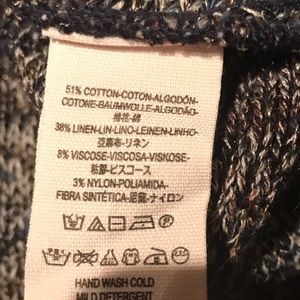 51% COTTON-COTON-ALGODÓN-
COTONE-BAUMWOLLE-ALGODÃO
棉花-綿
38% LINEN-LIN-LINO-LEINEN-LINHO-
亞麻布-リネン
8% VISCOSE-VISCOSA-VISKOSE-
粘膠-ビスコース
3% NYLON-POLIAMIDA-
FIBRA SINTÉTICA-尼龍-ナイロン
HAND WASH COLD
MILD DETERGENT